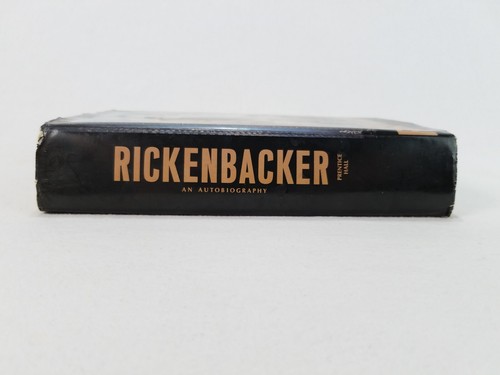 RICKENBACKER
AN AUTOBIOGRAPHY
PRENTICE
HALL